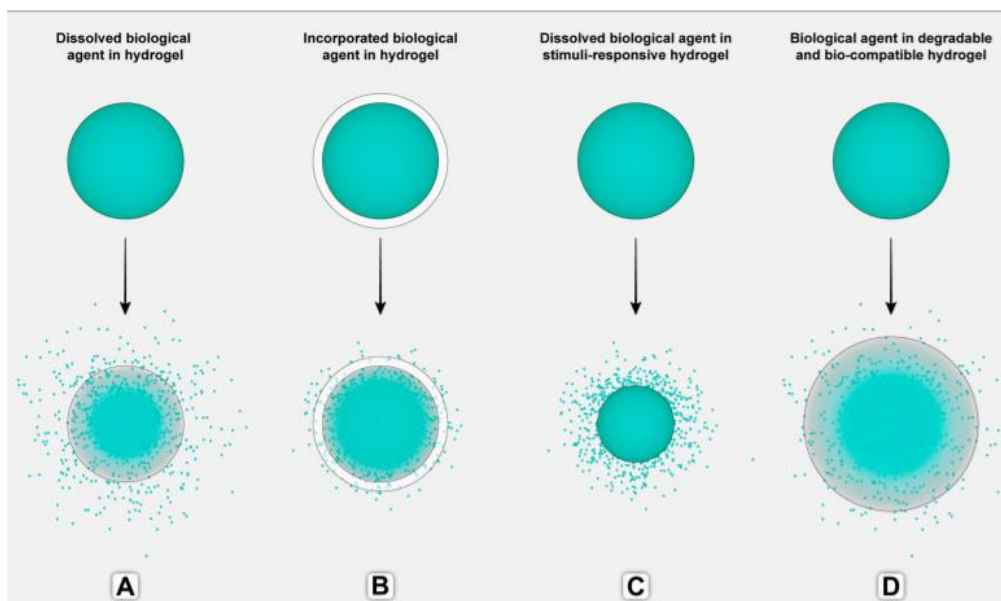 Dissolved biological
agent in hydrogel
Incorporated biological
agent in hydrogel
Dissolved biological agent in
stimuli-responsive hydrogel
Biological agent in degradable
and bio-compatible hydrogel
A
B
C
D